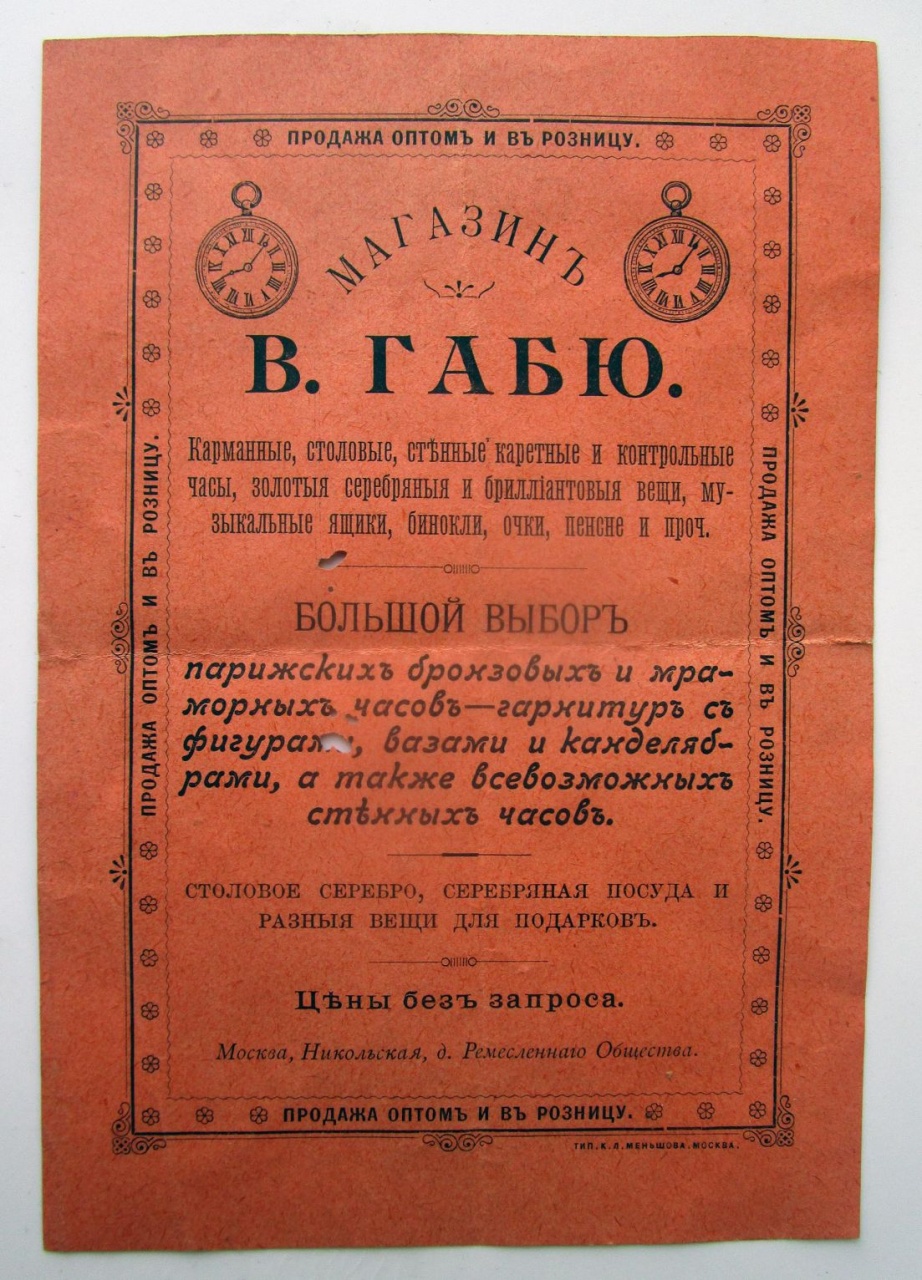 ПРОДАЖА ОПТОМЪ И ВЪ РОЗНИЦУ.
МАГАЗИНЪ
В. ГАБЮ.
Карманные, столовые, стѣнные каретные и контрольные
часы, золотыя серебряныя и брилліантовыя вещи, му-
зыкальные ящики, бинокли, очки, пенсне и проч.
БОЛЬШОЙ ВЫБОРЪ
парижскихъ бронзовыхъ и мра-
морныхъ часовъ—гарнитуръ съ
фигурами, вазами и канделяб-
рами, а также всевозможныхъ
стѣнныхъ часовъ.
СТОЛОВОЕ СЕРЕБРО, СЕРЕБРЯНАЯ ПОСУДА И
РАЗНЫЯ ВЕЩИ ДЛЯ ПОДАРКОВЪ.
Цѣны безъ запроса.
Москва, Никольская, д. Ремесленнаго Общества.
ПРОДАЖА ОПТОМЪ И ВЪ РОЗНИЦУ.
ПРОДАЖА ОПТОМЪ И ВЪ РОЗНИЦУ.
ПРОДАЖА ОПТОМЪ И ВЪ РОЗНИЦУ.
ТИП. К. Л. МЕНЬШОВА. МОСКВА.